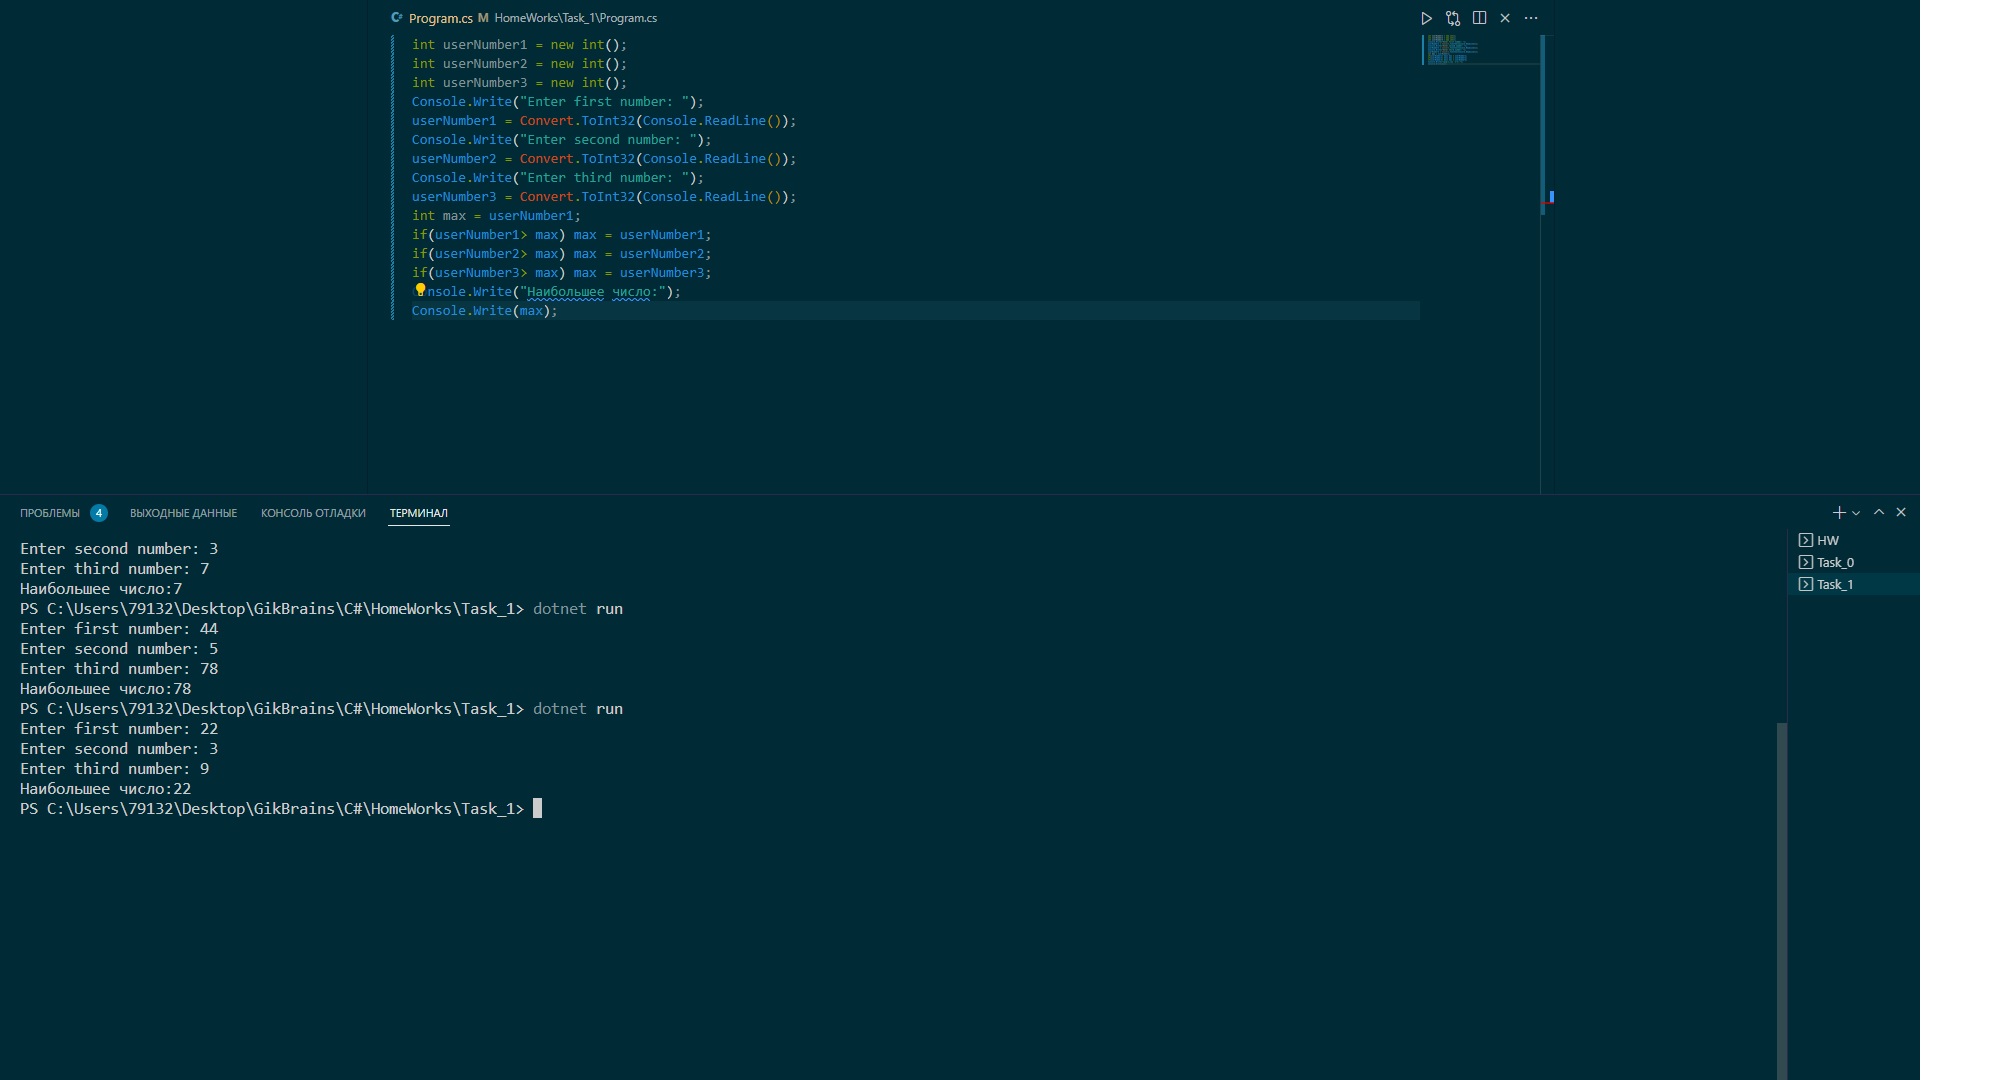 Program.cs M HomeWorks\Task_1\Program.cs
int userNumber1 = new int();
int userNumber2 = new int();
int userNumber3 = new int();
Console.Write("Enter first number: ");
userNumber1 = Convert.ToInt32(Console.ReadLine());
Console.Write("Enter second number: ");
userNumber2 = Convert.ToInt32(Console.ReadLine());
Console.Write("Enter third number: ");
userNumber3 = Convert.ToInt32(Console.ReadLine());
int max = userNumber1;
if(userNumber1> max) max = userNumber1;
if(userNumber2> max) max = userNumber2;
if(userNumber3> max) max = userNumber3;
nsole.Write("Наибольшее число:");
Console.Write(max);
ПРОБЛЕМЫ 4 ВЫХОДНЫЕ ДАННЫЕ КОНСОЛЬ ОТЛАДКИ ТЕРМИНАЛ
Enter second number: 3
Enter third number: 7
Наибольшее число:7
PS C:\Users\79132\Desktop\GikBrains\C#\HomeWorks\Task_1> dotnet run
Enter first number: 44
Enter second number: 5
Enter third number: 78
Наибольшее число:78
PS C:\Users\79132\Desktop\GikBrains\C#\HomeWorks\Task_1> dotnet run
Enter first number: 22
Enter second number: 3
Enter third number: 9
Наибольшее число:22
PS C:\Users\79132\Desktop\GikBrains\C#\HomeWorks\Task_1>
HW
Task_0
Task_1